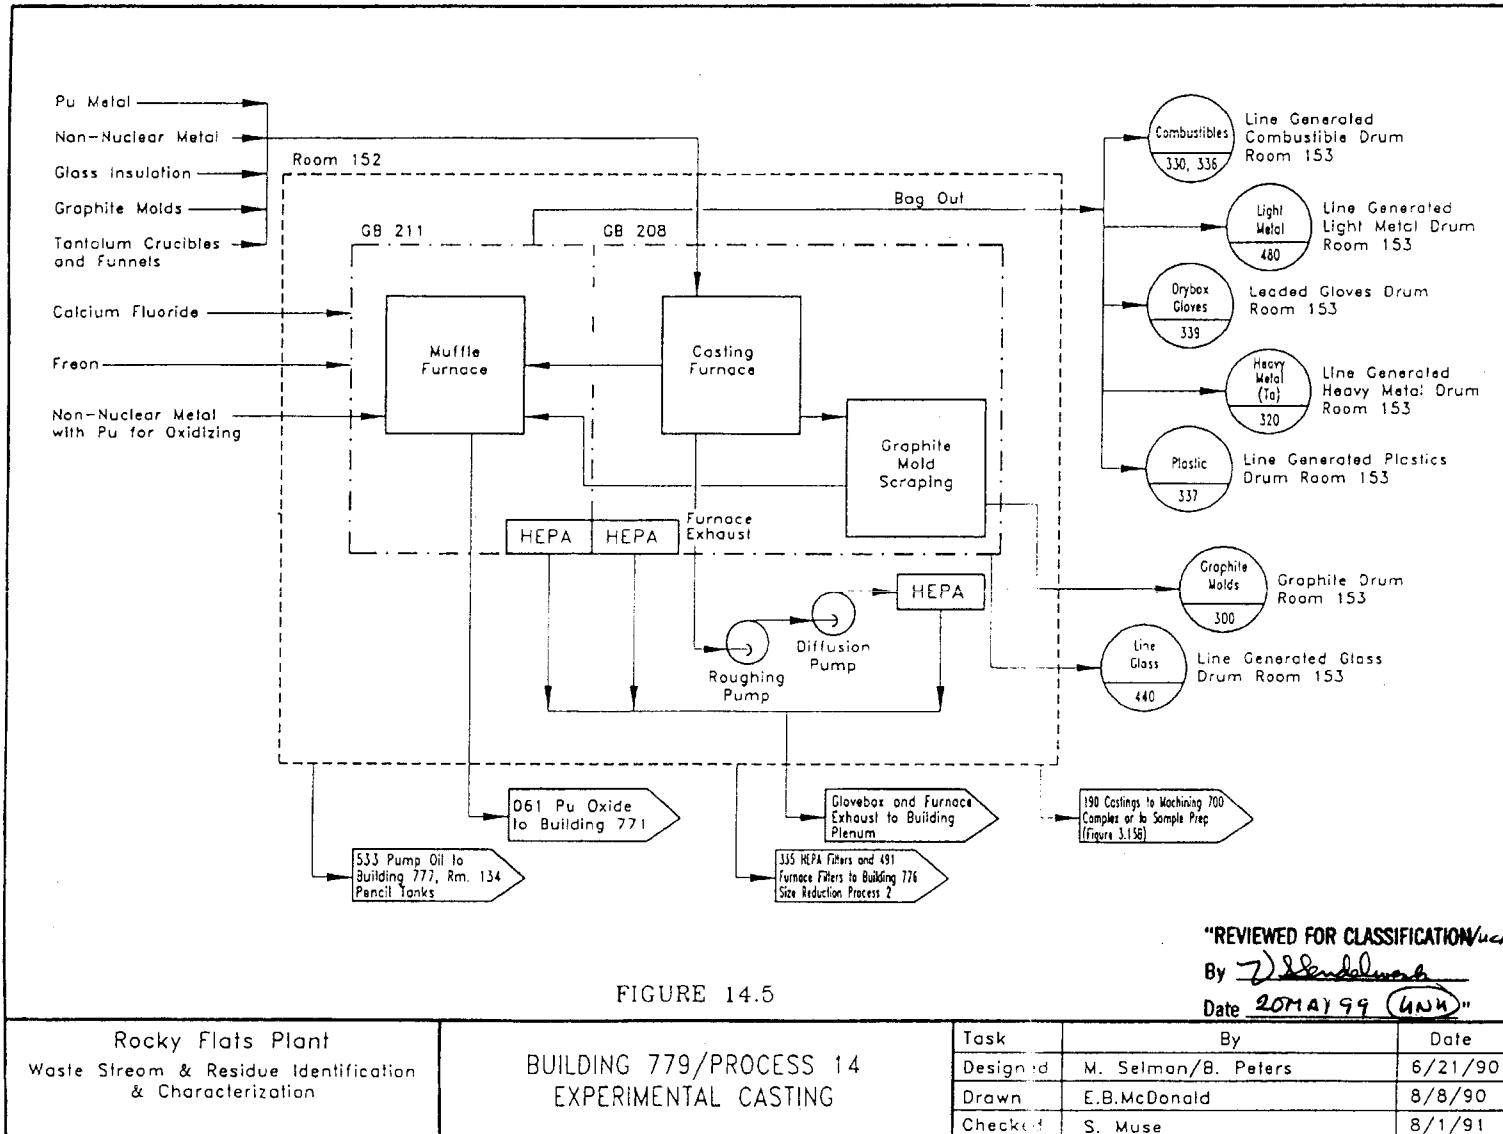 Pu Metal
Non-Nuclear Metal
Glass Insulation
Graphite Molds
Tantalum Crucibles
and Funnels
Calcium Fluoride
Freon
Non-Nuclear Metal
with Pu for Oxidizing
Room 152
GB 211
GB 208
Bag Out
Muffle
Furnace
Casting
Furnace
Graphite
Mold
Scraping
HEPA
HEPA
Furnace
Exhaust
HEPA
Roughing
Pump
Diffusion
Pump
Combustibles
330, 336
Line Generated
Combustible Drum
Room 153
Light
Metal
480
Line Generated
Light Metal Drum
Room 153
Drybox
Gloves
339
Leaded Gloves Drum
Room 153
Heavy
Metal
(Ta)
320
Line Generated
Heavy Metal Drum
Room 153
Plastic
337
Line Generated Plastics
Drum Room 153
Graphite
Molds
300
Graphite Drum
Room 153
Line
Glass
440
Line Generated Glass
Drum Room 153
061 Pu Oxide
to Building 771
533 Pump Oil to
Building 777, Rm. 134
Pencil Tanks
Glovebox and Furnace
Exhaust to Building
Plenum
335 HEPA Filters and 491
Furnace Filters to Building 776
Size Reduction Process 2
190 Castings to Machining 700
Complex or to Sample Prep
(Figure 3.15B)
"REVIEWED FOR CLASSIFICATION/
By
Date 20MAY99 (UNU)"
FIGURE 14.5
Rocky Flats Plant
Waste Stream & Residue Identification
& Characterization
BUILDING 779/PROCESS 14
EXPERIMENTAL CASTING
Task By Date
Designed M. Selman/B. Peters 6/21/90
Drawn E.B.McDonald 8/8/90
Checked S. Muse 8/1/91